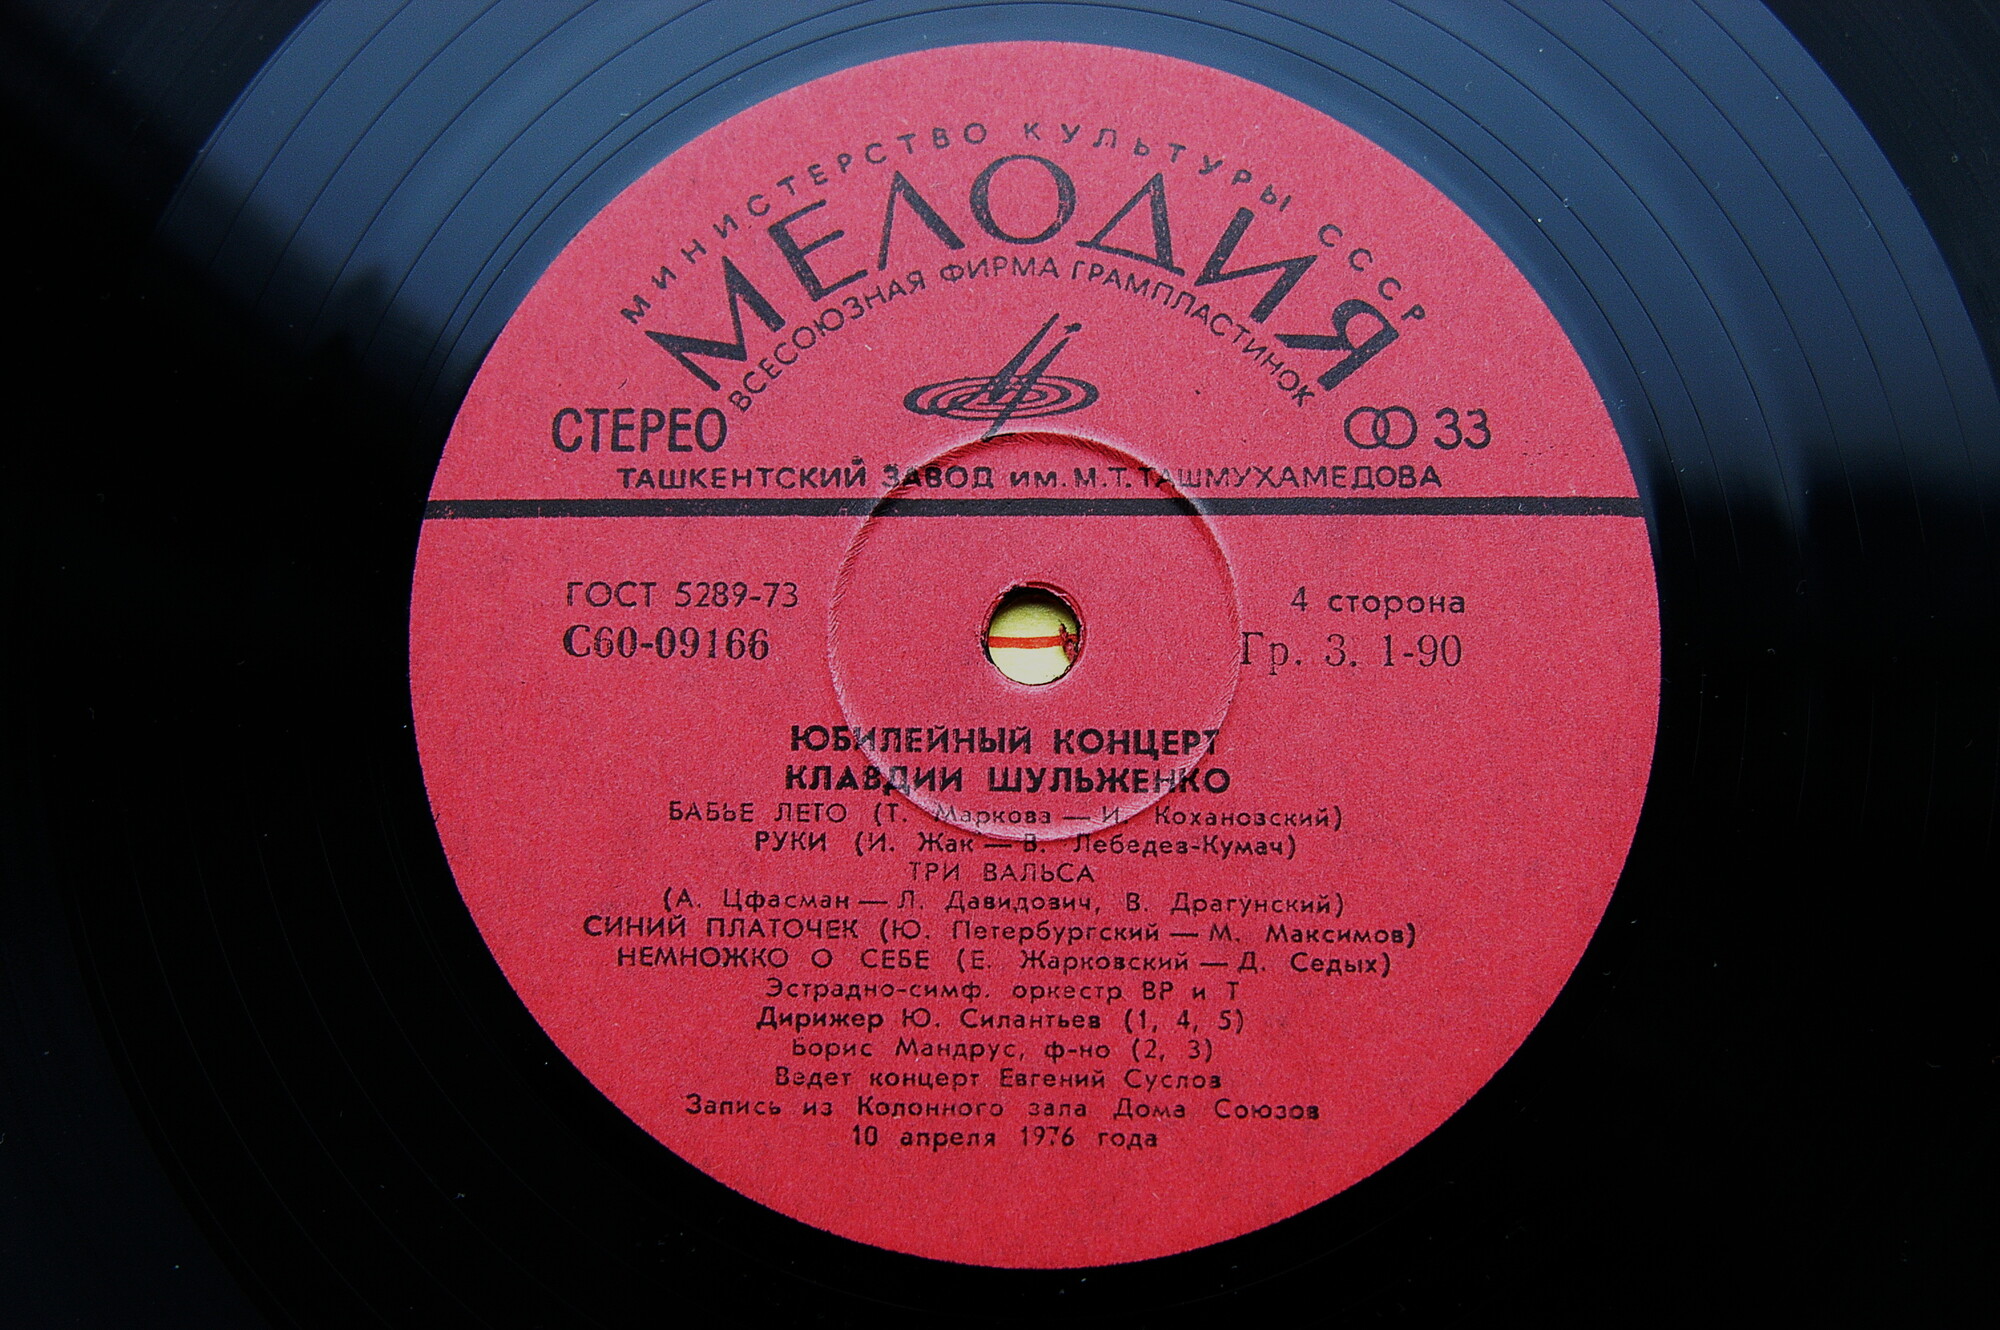 МИНИСТЕРСТВО КУЛЬТУРЫ СССР
МЕЛОДИЯ
ВСЕСОЮЗНАЯ ФИРМА ГРАМПЛАСТИНОК
СТЕРЕО
33
ТАШКЕНТСКИЙ ЗАВОД им. М.Т. ТАШМУХАМЕДОВА
ГОСТ 5289-73
4 сторона
С60-09166
Гр. 3. 1-90
ЮБИЛЕЙНЫЙ КОНЦЕРТ
КЛАВДИИ ШУЛЬЖЕНКО
БАБЬЕ ЛЕТО (Т. Маркова — И. Кохановский)
РУКИ (И. Жак — В. Лебедев-Кумач)
ТРИ ВАЛЬСА
(А. Цфасман — Л. Давидович, В. Драгунский)
СИНИЙ ПЛАТОЧЕК (Ю. Петербургский — М. Максимов)
НЕМНОЖКО О СЕБЕ (Е. Жарковский — Д. Седых)
Эстрадно-симф. оркестр ВР и Т
Дирижер Ю. Силантьев (1, 4, 5)
Борис Мандрус, ф-но (2, 3)
Ведет концерт Евгений Суслов
Запись из Колонного зала Дома Союзов
10 апреля 1976 года